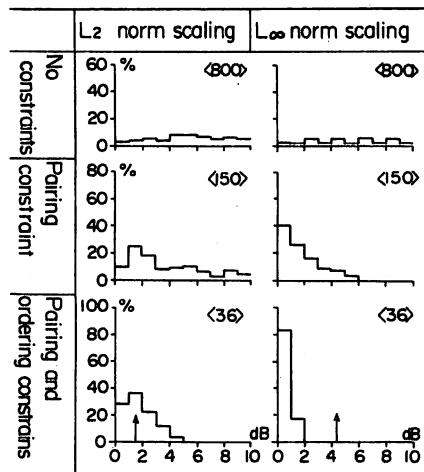 L2 norm scaling L∞ norm scaling
No constraints
60 % <800> <800>
40
20
0
Pairing constraint
80 % <150> <150>
60
40
20
0
Pairing and ordering constrains
100 % <36> <36>
80
60
40
20
0 dB dB
0 2 4 6 8 10 0 2 4 6 8 10